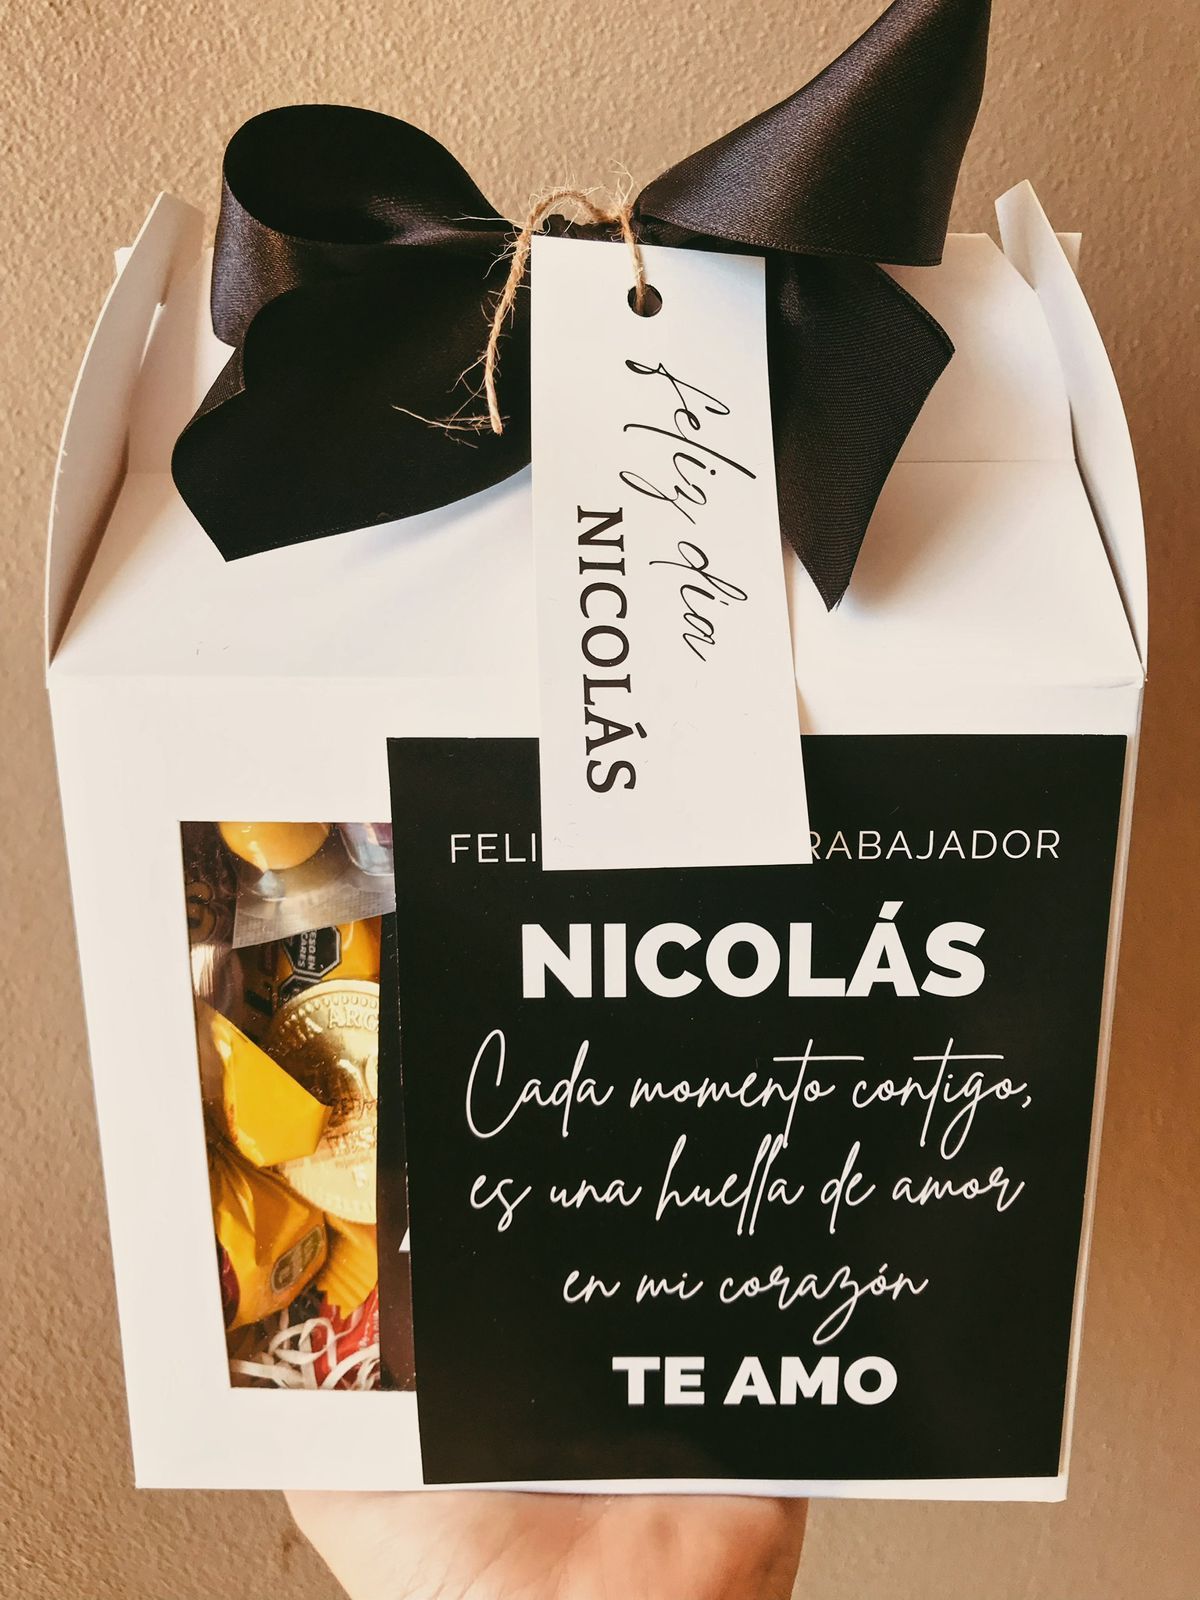 feliz día
NICOLÁS
FELI RABAJADOR
NICOLÁS
Cada momento contigo,
es una huella de amor
en mi corazón
TE AMO